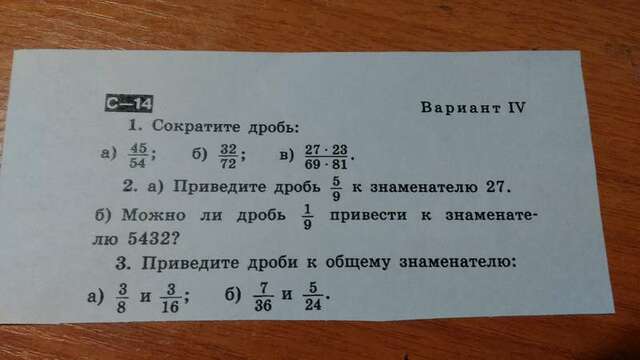 С—14
Вариант IV
1. Сократите дробь:
а) 45/54; б) 32/72; в) 27 · 23/69 · 81.
2. а) Приведите дробь 5/9 к знаменателю 27.
б) Можно ли дробь 1/9 привести к знаменате-
лю 5432?
3. Приведите дроби к общему знаменателю:
а) 3/8 и 3/16; б) 7/36 и 5/24.